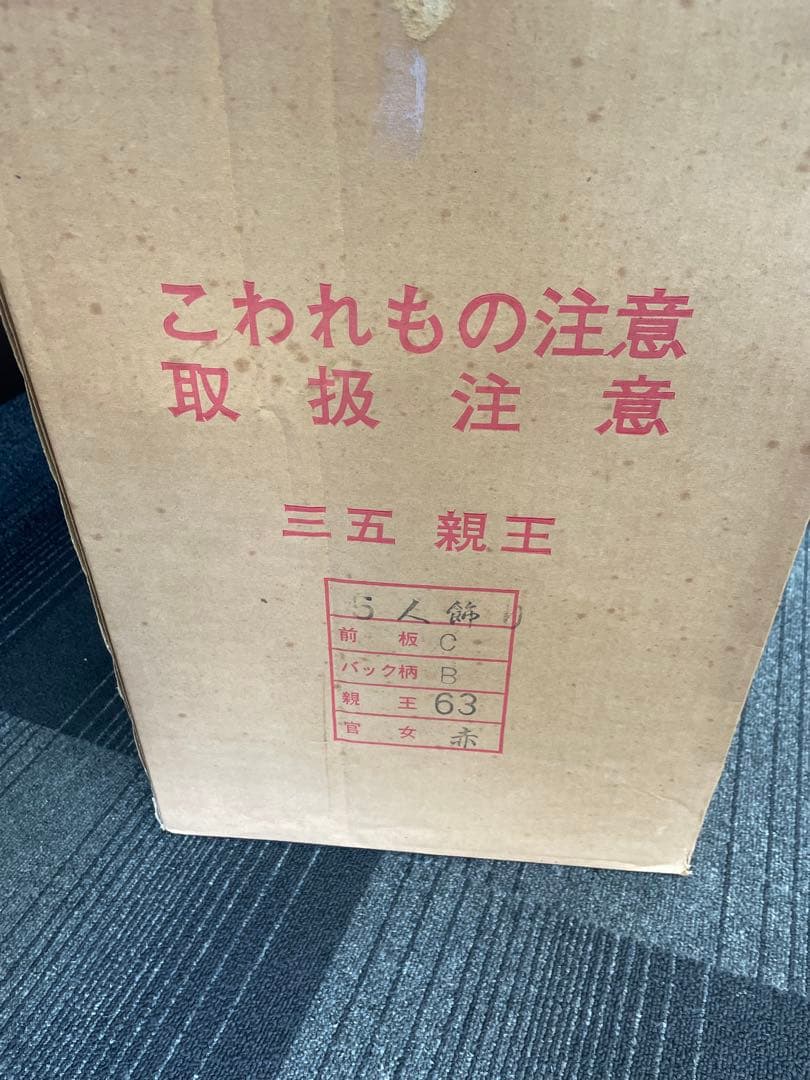 こわれもの注意
取扱注意
三五 親王
5人飾り
前板 C
バック柄 B
親王 63
官女 赤